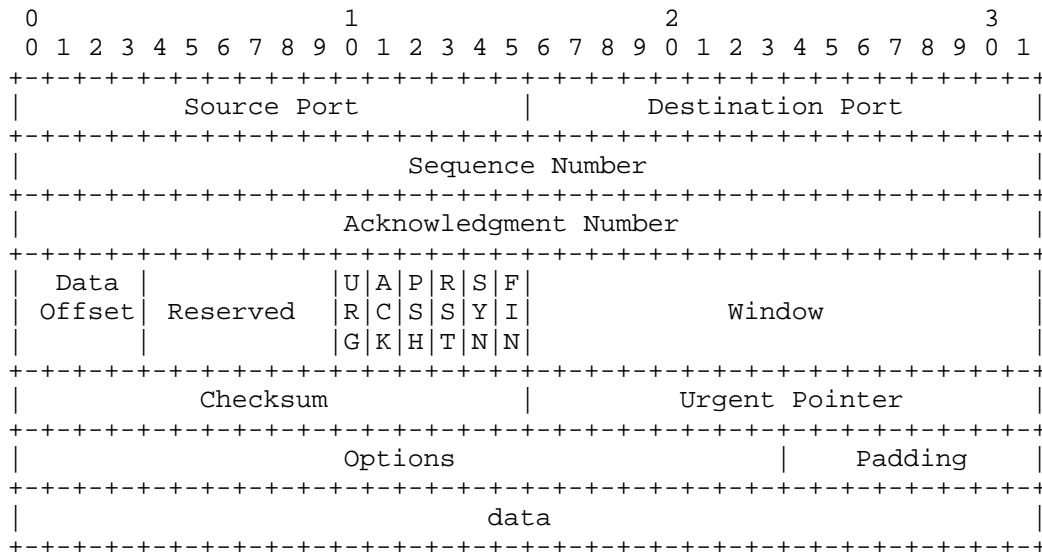 0                   1                   2                   3
 0 1 2 3 4 5 6 7 8 9 0 1 2 3 4 5 6 7 8 9 0 1 2 3 4 5 6 7 8 9 0 1
+-+-+-+-+-+-+-+-+-+-+-+-+-+-+-+-+-+-+-+-+-+-+-+-+-+-+-+-+-+-+-+-+
|          Source Port          |       Destination Port        |
+-+-+-+-+-+-+-+-+-+-+-+-+-+-+-+-+-+-+-+-+-+-+-+-+-+-+-+-+-+-+-+-+
|                        Sequence Number                        |
+-+-+-+-+-+-+-+-+-+-+-+-+-+-+-+-+-+-+-+-+-+-+-+-+-+-+-+-+-+-+-+-+
|                    Acknowledgment Number                      |
+-+-+-+-+-+-+-+-+-+-+-+-+-+-+-+-+-+-+-+-+-+-+-+-+-+-+-+-+-+-+-+-+
|  Data |           |U|A|P|R|S|F|                               |
| Offset| Reserved  |R|C|S|S|Y|I|            Window             |
|       |           |G|K|H|T|N|N|                               |
+-+-+-+-+-+-+-+-+-+-+-+-+-+-+-+-+-+-+-+-+-+-+-+-+-+-+-+-+-+-+-+-+
|           Checksum            |         Urgent Pointer        |
+-+-+-+-+-+-+-+-+-+-+-+-+-+-+-+-+-+-+-+-+-+-+-+-+-+-+-+-+-+-+-+-+
|                    Options                    |    Padding    |
+-+-+-+-+-+-+-+-+-+-+-+-+-+-+-+-+-+-+-+-+-+-+-+-+-+-+-+-+-+-+-+-+
|                             data                              |
+-+-+-+-+-+-+-+-+-+-+-+-+-+-+-+-+-+-+-+-+-+-+-+-+-+-+-+-+-+-+-+-+